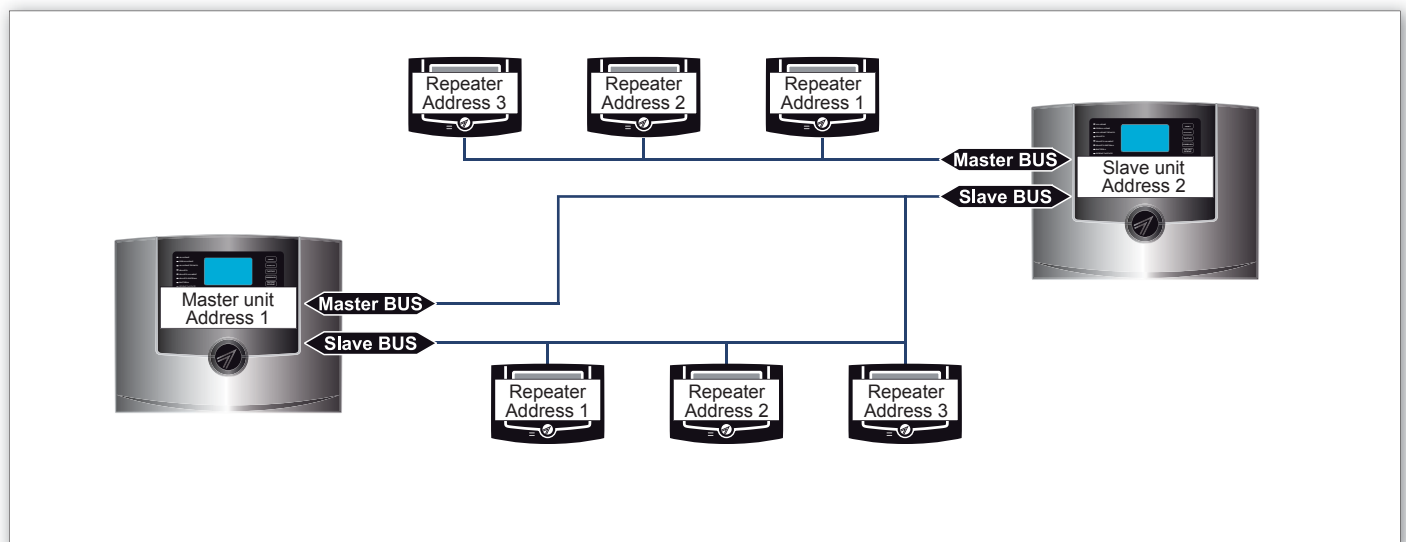 Repeater
Address 3
Repeater
Address 2
Repeater
Address 1
Master BUS
Slave unit
Address 2
Slave BUS
Master unit
Address 1
Master BUS
Slave BUS
Repeater
Address 1
Repeater
Address 2
Repeater
Address 3